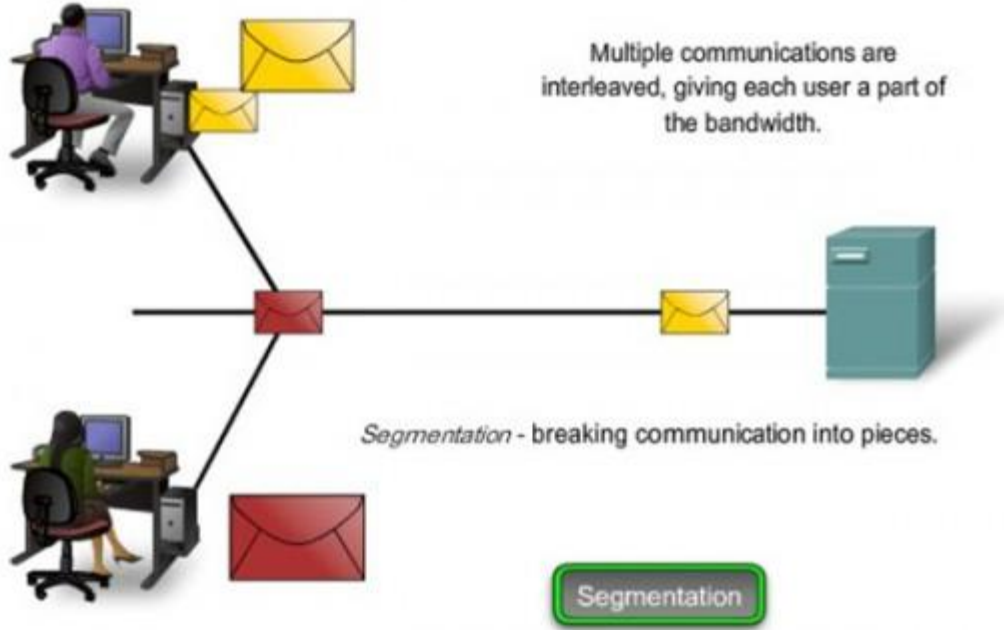 Multiple communications are
interleaved, giving each user a part of
the bandwidth.
Segmentation - breaking communication into pieces.
Segmentation